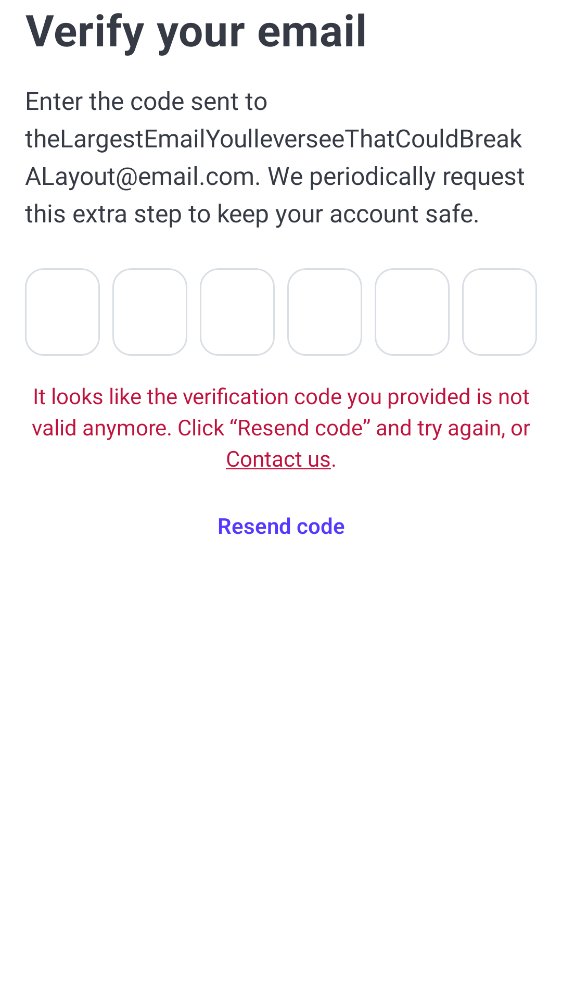 Verify your email
Enter the code sent to
theLargestEmailYoulleverseeThatCouldBreak
ALayout@email.com. We periodically request
this extra step to keep your account safe.
It looks like the verification code you provided is not
valid anymore. Click “Resend code” and try again, or
Contact us.
Resend code